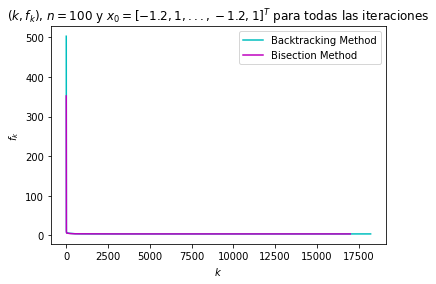 (k, f_k), n = 100 y x_0 = [−1.2, 1, ..., −1.2, 1]^T para todas las iteraciones
Backtracking Method
Bisection Method
500
400
300
200
100
0
f_k
0 2500 5000 7500 10000 12500 15000 17500
k